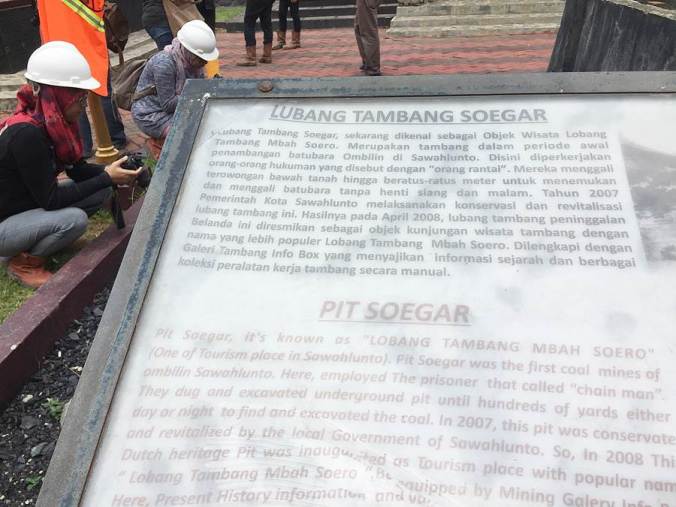 LUBANG TAMBANG SOEGAR
Lubang Tambang Soegar, sekarang dikenal sebagai Objek Wisata Lobang
Tambang Mbah Soero. Merupakan tambang dalam periode awal
penambangan batubara Ombilin di Sawahlunto. Disini diperkerjakan
orang-orang hukuman yang disebut dengan "orang rantai". Mereka menggali
terowongan bawah tanah hingga beratus-ratus meter untuk menemukan
dan menggali batubara tanpa henti siang dan malam. Tahun 2007
Pemerintah Kota Sawahlunto melaksanakan konservasi dan revitalisasi
lubang tambang ini. Hasilnya pada April 2008, lubang tambang peninggalan
Belanda ini diresmikan sebagai objek kunjungan wisata tambang dengan
nama yang lebih populer Lobang Tambang Mbah Soero. Dilengkapi dengan
Galeri Tambang Info Box yang menyajikan informasi sejarah dan berbagai
koleksi peralatan kerja tambang secara manual.
PIT SOEGAR
Pit Soegar, it's known as "LOBANG TAMBANG MBAH SOERO"
(One of Tourism place in Sawahlunto). Pit Soegar was the first coal mines of
ombilin Sawahlunto. Here, employed The prisoner that called "chain man".
They dug and excavated underground pit until hundreds of yards either
day or night to find and excavated the coal. In 2007, this pit was conservate
and revitalized by the local Government of Sawahlunto. So, In 2008 Thi
Dutch heritage Pit was inaugurated as Tourism place with popular nam
"Lobang Tambang Mbah Soero" Be equipped by Mining Galery Info
Here, Present History information and